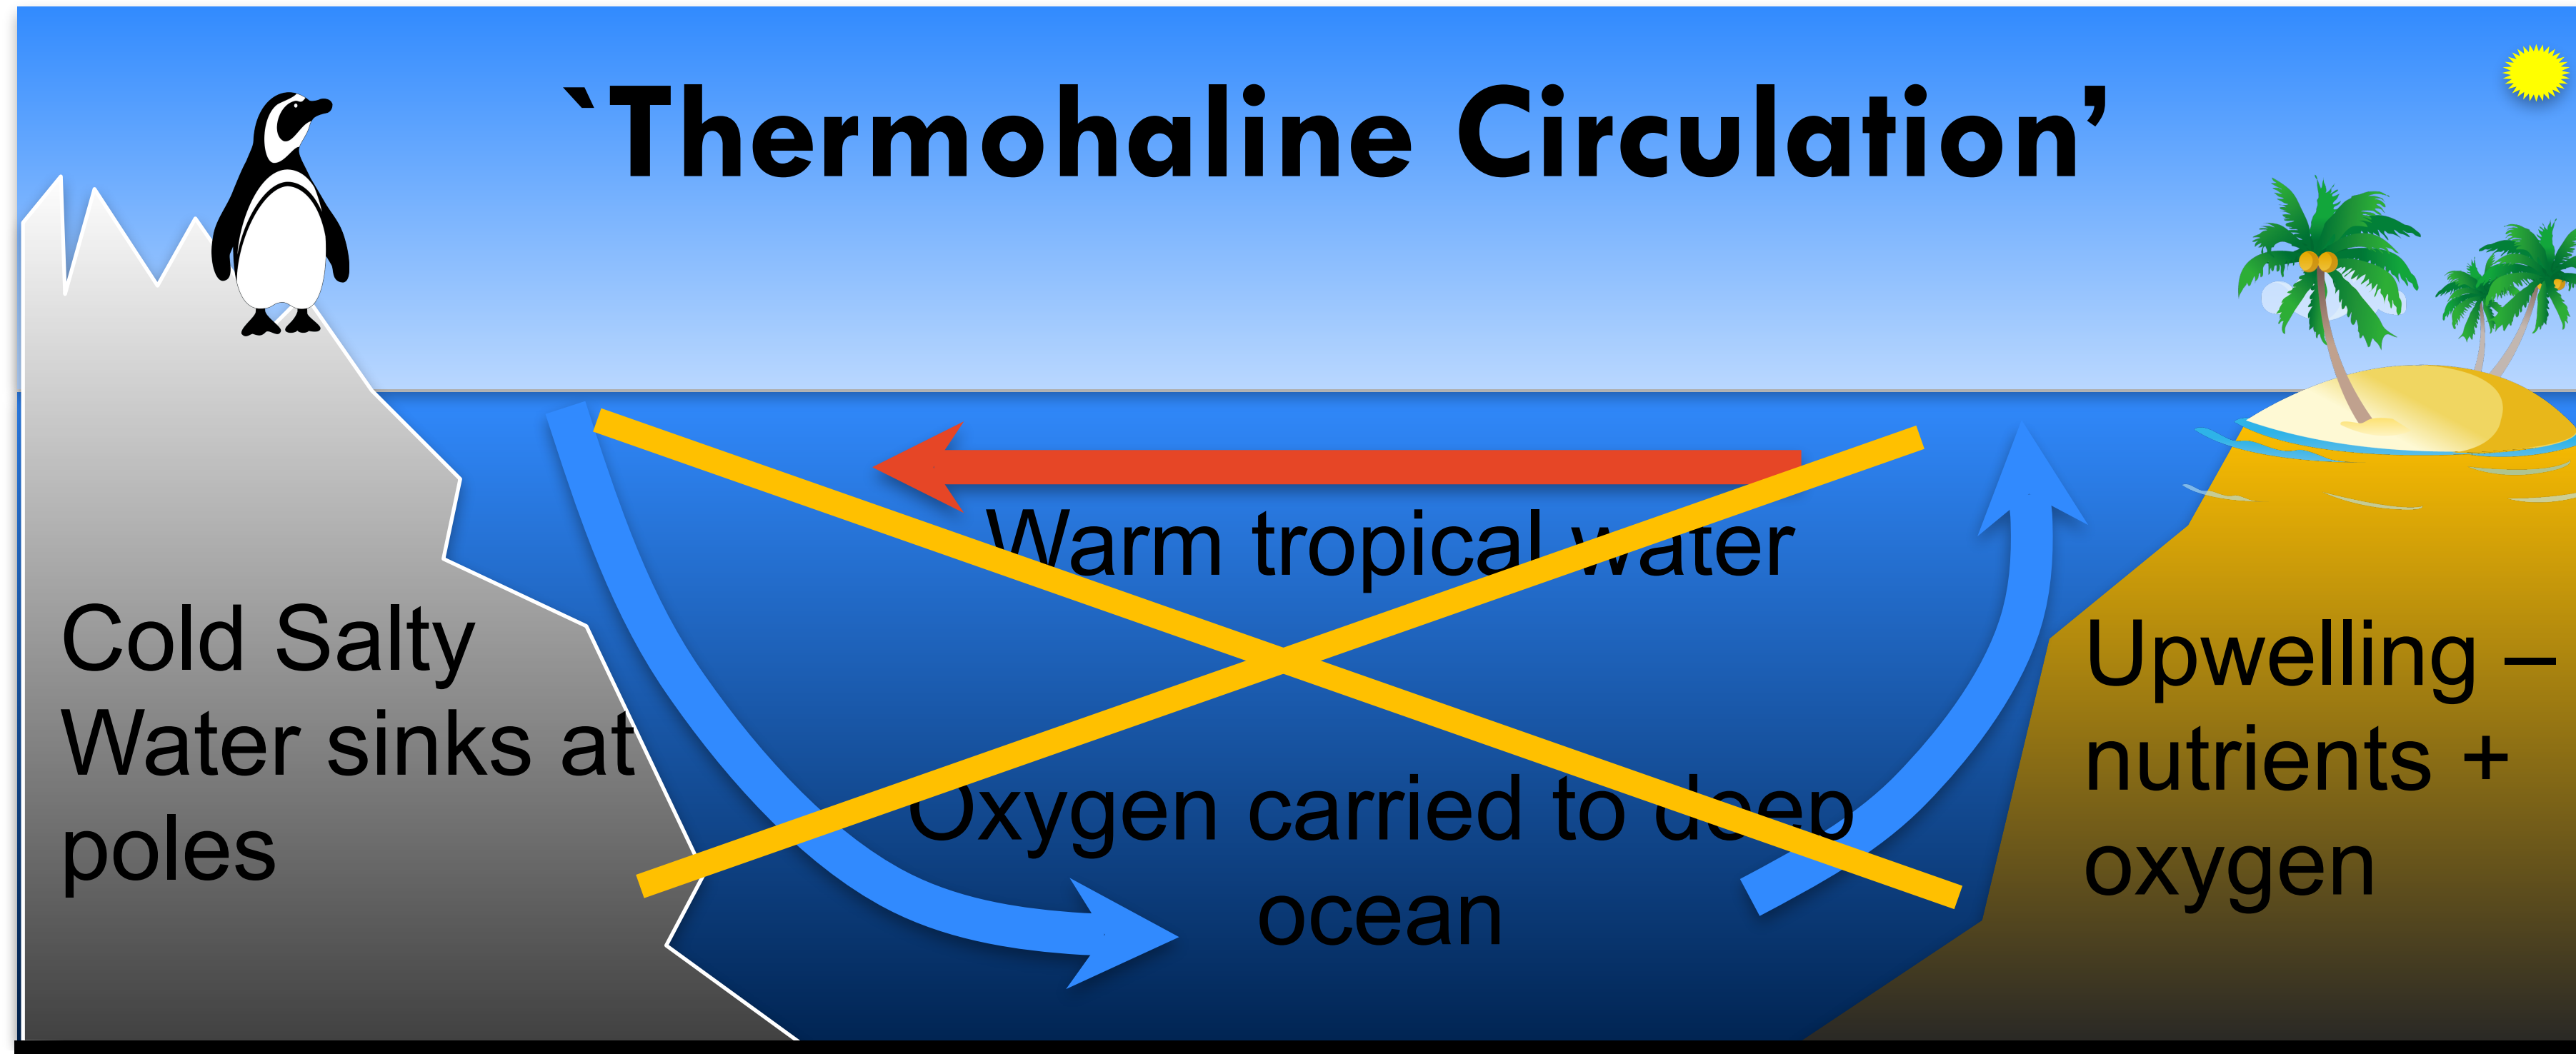 `Thermohaline Circulation’
Warm tropical water
Cold Salty
Water sinks at
poles
Oxygen carried to deep
ocean
Upwelling –
nutrients +
oxygen